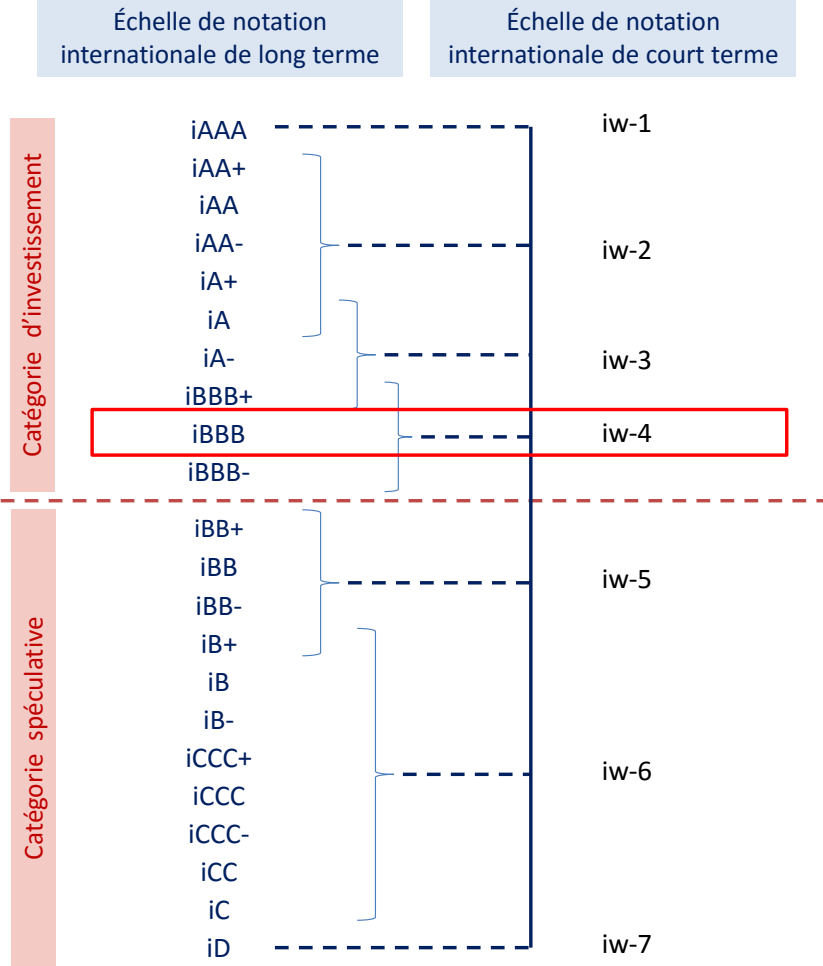 Échelle de notation
internationale de long terme
Échelle de notation
internationale de court terme
Catégorie d’investissement
iAAA
iw-1
iAA+
iAA
iAA-
iw-2
iA+
iA
iA-
iw-3
iBBB+
iBBB
iw-4
iBBB-
Catégorie spéculative
iBB+
iBB
iw-5
iBB-
iB+
iB
iB-
iCCC+
iw-6
iCCC
iCCC-
iCC
iC
iD
iw-7